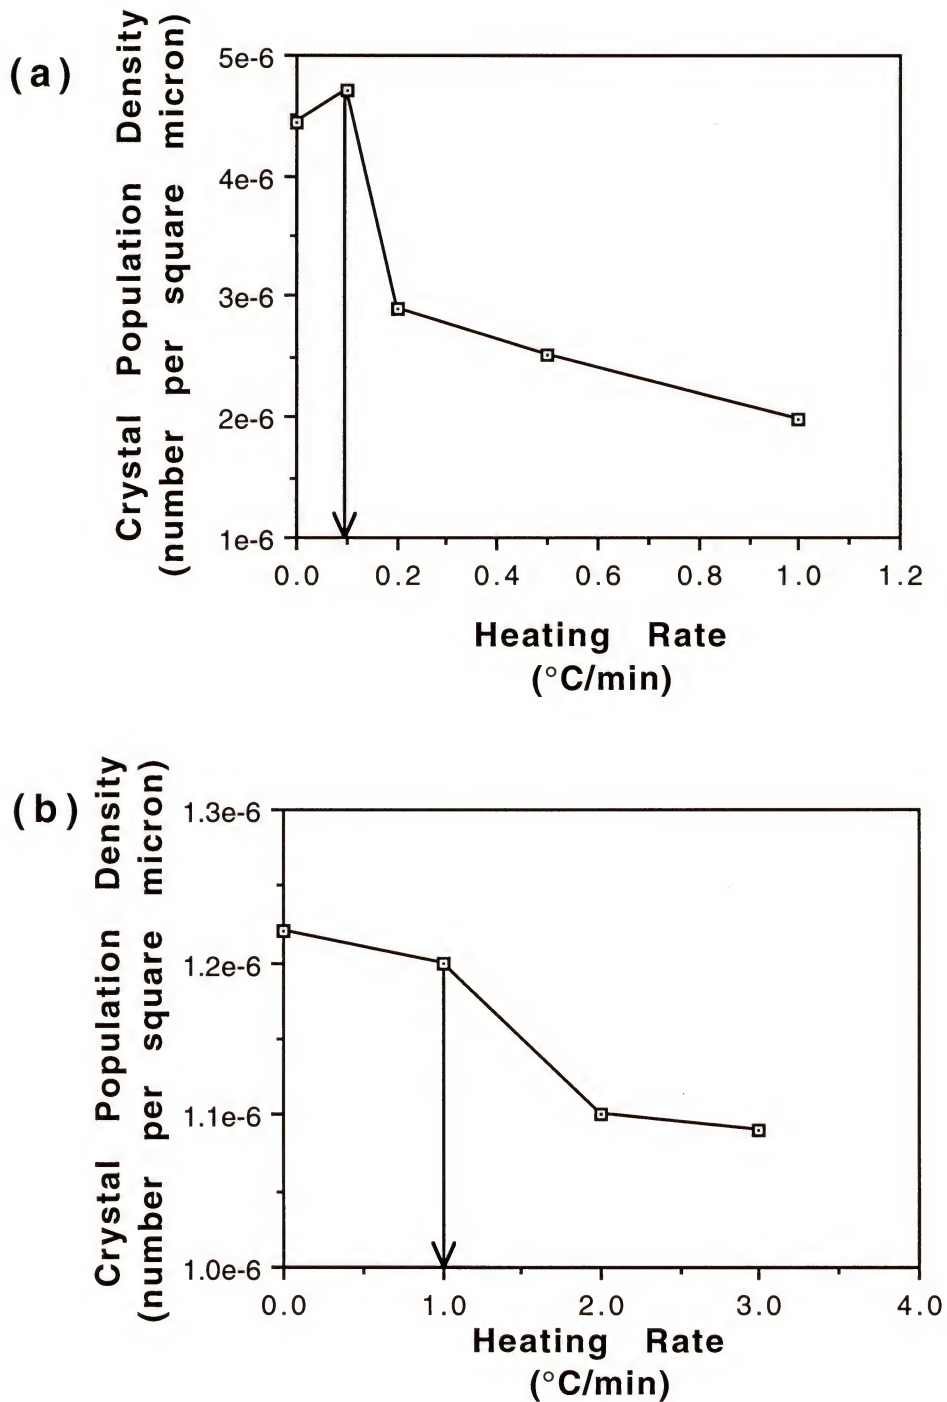 (a)
Crystal Population Density
(number per square micron)
5e-6
4e-6
3e-6
2e-6
1e-6
0.0 0.2 0.4 0.6 0.8 1.0 1.2
Heating Rate
(°C/min)
(b)
Crystal Population Density
(number per square micron)
1.3e-6
1.2e-6
1.1e-6
1.0e-6
0.0 1.0 2.0 3.0 4.0
Heating Rate
(°C/min)